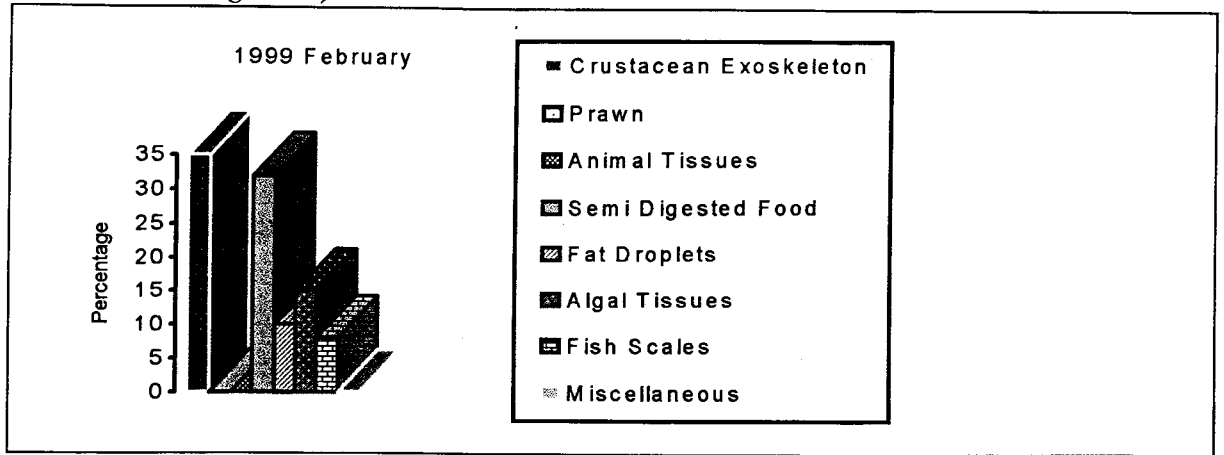 1999 February
35
30
25
20
15
10
5
0
Percentage
Crustacean Exoskeleton
Prawn
Animal Tissues
Semi Digested Food
Fat Droplets
Algal Tissues
Fish Scales
Miscellaneous